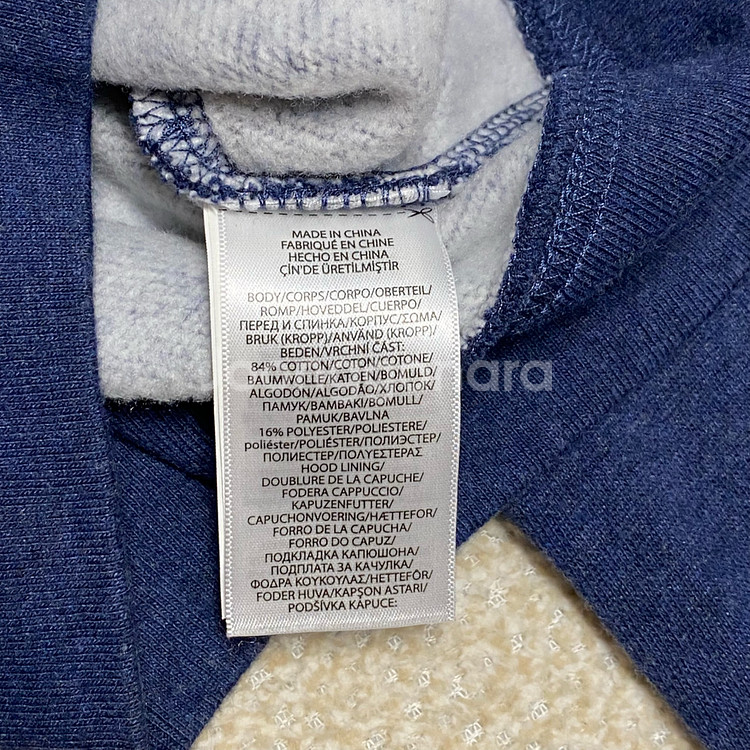 MADE IN CHINA
FABRIQUÉ EN CHINE
HECHO EN CHINA
ÇİN'DE ÜRETİLMİŞTİR
BODY/CORPS/CORPO/OBERTEIL/
ROMP/HOVEDDEL/CUERPO/
ПЕРЕД И СПИНКА/КОРПУС/ΣΩΜΑ/
BRUK (KROPP)/ANVÄND (KROPP)/
BEDEN/VRCHNÍ ČÁST:
84% COTTON/COTON/COTONE/
BAUMWOLLE/KATOEN/BOMULD/
ALGODÓN/ALGODÃO/ХЛОПОК/
ПАМУК/ΒΑΜΒΑΚΙ/BOMULL/
PAMUK/BAVLNA
16% POLYESTER/POLIESTERE/
poliéster/POLIÉSTER/ПОЛИЭСТЕР/
ПОЛИЕСТЕР/ΠΟΛΥΕΣΤΕΡΑΣ
HOOD LINING/
DOUBLURE DE LA CAPUCHE/
FODERA CAPPUCCIO/
KAPUZENFUTTER/
CAPUCHONVOERING/HÆTTEFOR/
FORRO DE LA CAPUCHA/
FORRO DO CAPUZ/
ПОДКЛАДКА КАПЮШОНА/
ПОДПЛАТА ЗА КАЧУЛКА/
ΦΟΔΡΑ ΚΟΥΚΟΥΛΑΣ/HETTEFÔR/
FODER HUVA/KAPŞON ASTARI/
PODŠÍVKA KAPUCE: